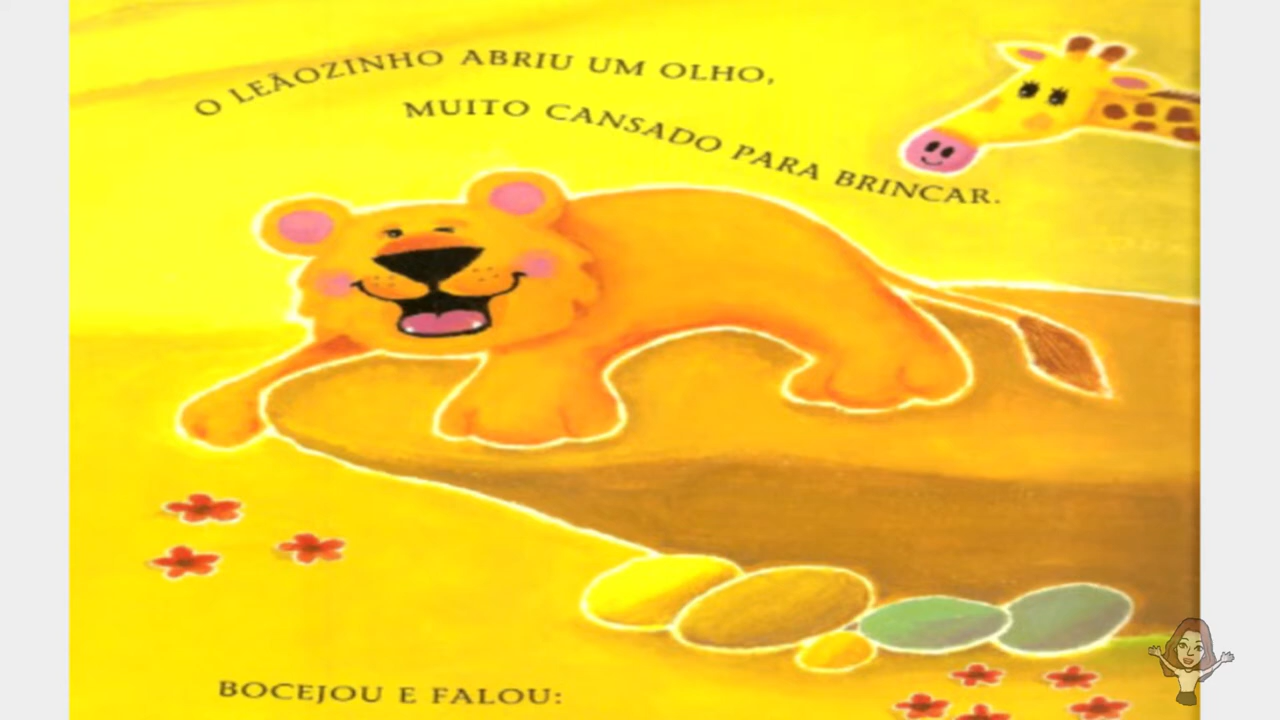 O LEÃOZINHO ABRIU UM OLHO,
MUITO CANSADO PARA BRINCAR.
BOCEJOU E FALOU: